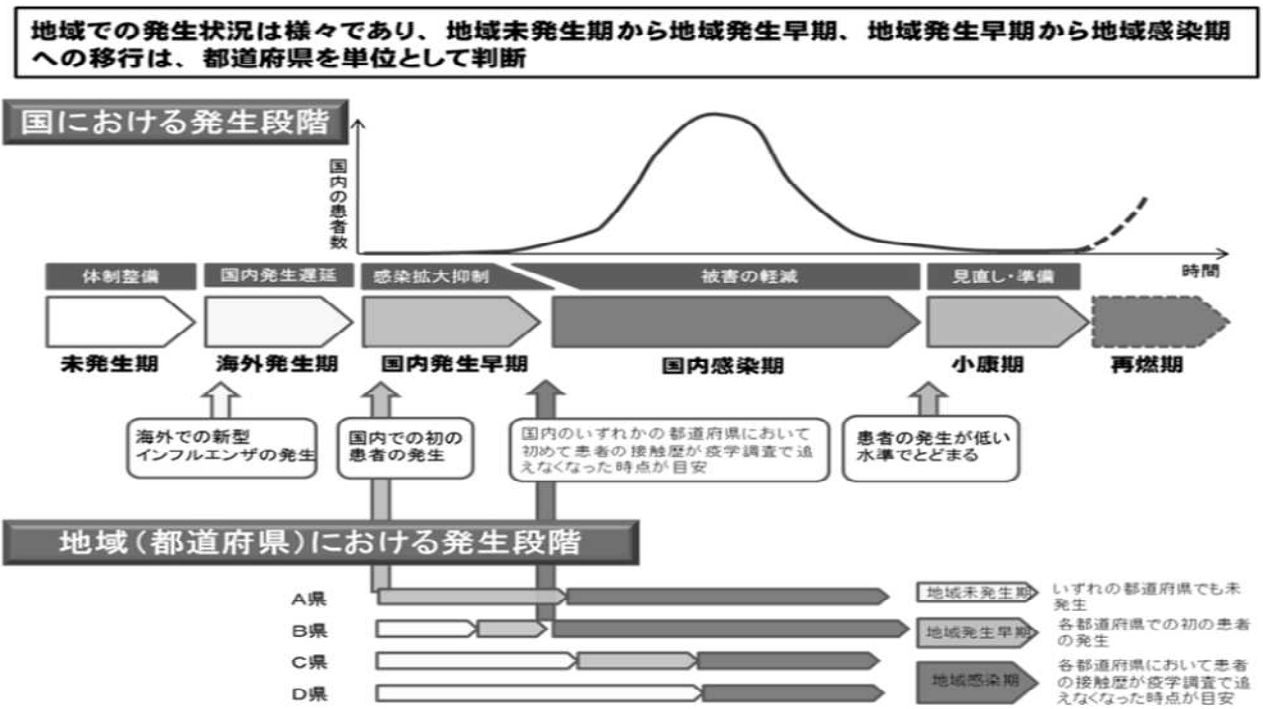 地域での発生状況は様々であり、地域未発生期から地域発生早期、地域発生早期から地域感染期
への移行は、都道府県を単位として判断
国における発生段階
国内の患者数
時間
体制整備
国内発生遅延
感染拡大抑制
被害の軽減
見直し・準備
未発生期
海外発生期
国内発生早期
国内感染期
小康期
再燃期
海外での新型
インフルエンザの発生
国内での初の
患者の発生
国内のいずれかの都道府県において
初めて患者の接触歴が疫学調査で追
えなくなった時点が目安
患者の発生が低い
水準でとどまる
地域（都道府県）における発生段階
A県
B県
C県
D県
地域未発生期
いずれの都道府県でも未
発生
地域発生早期
各都道府県での初の患者
の発生
地域感染期
各都道府県において患者
の接触歴が疫学調査で追
えなくなった時点が目安